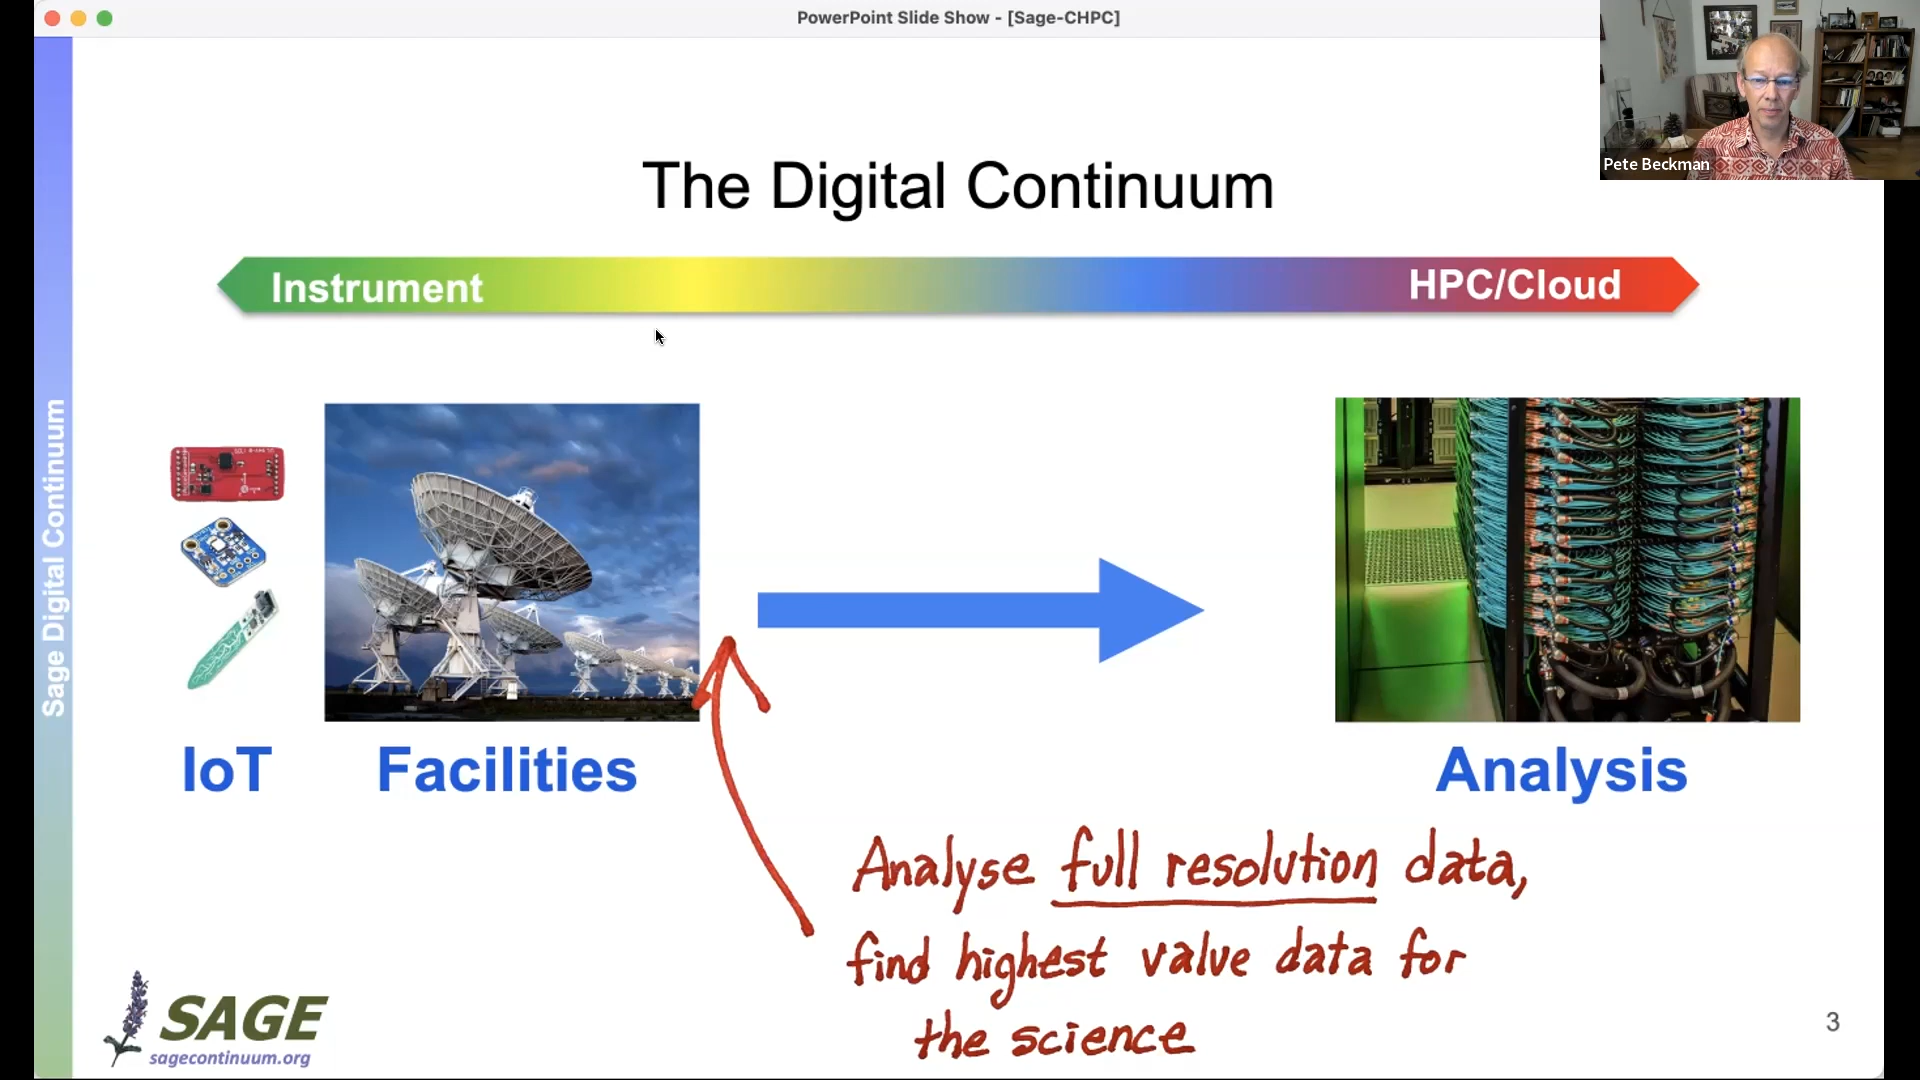 PowerPoint Slide Show - [Sage-CHPC]
Pete Beckman
The Digital Continuum
Instrument
HPC/Cloud
Sage Digital Continuum
IoT
Facilities
Analysis
Analyse full resolution data,
find highest value data for
the science
SAGE
sagecontinuum.org
3